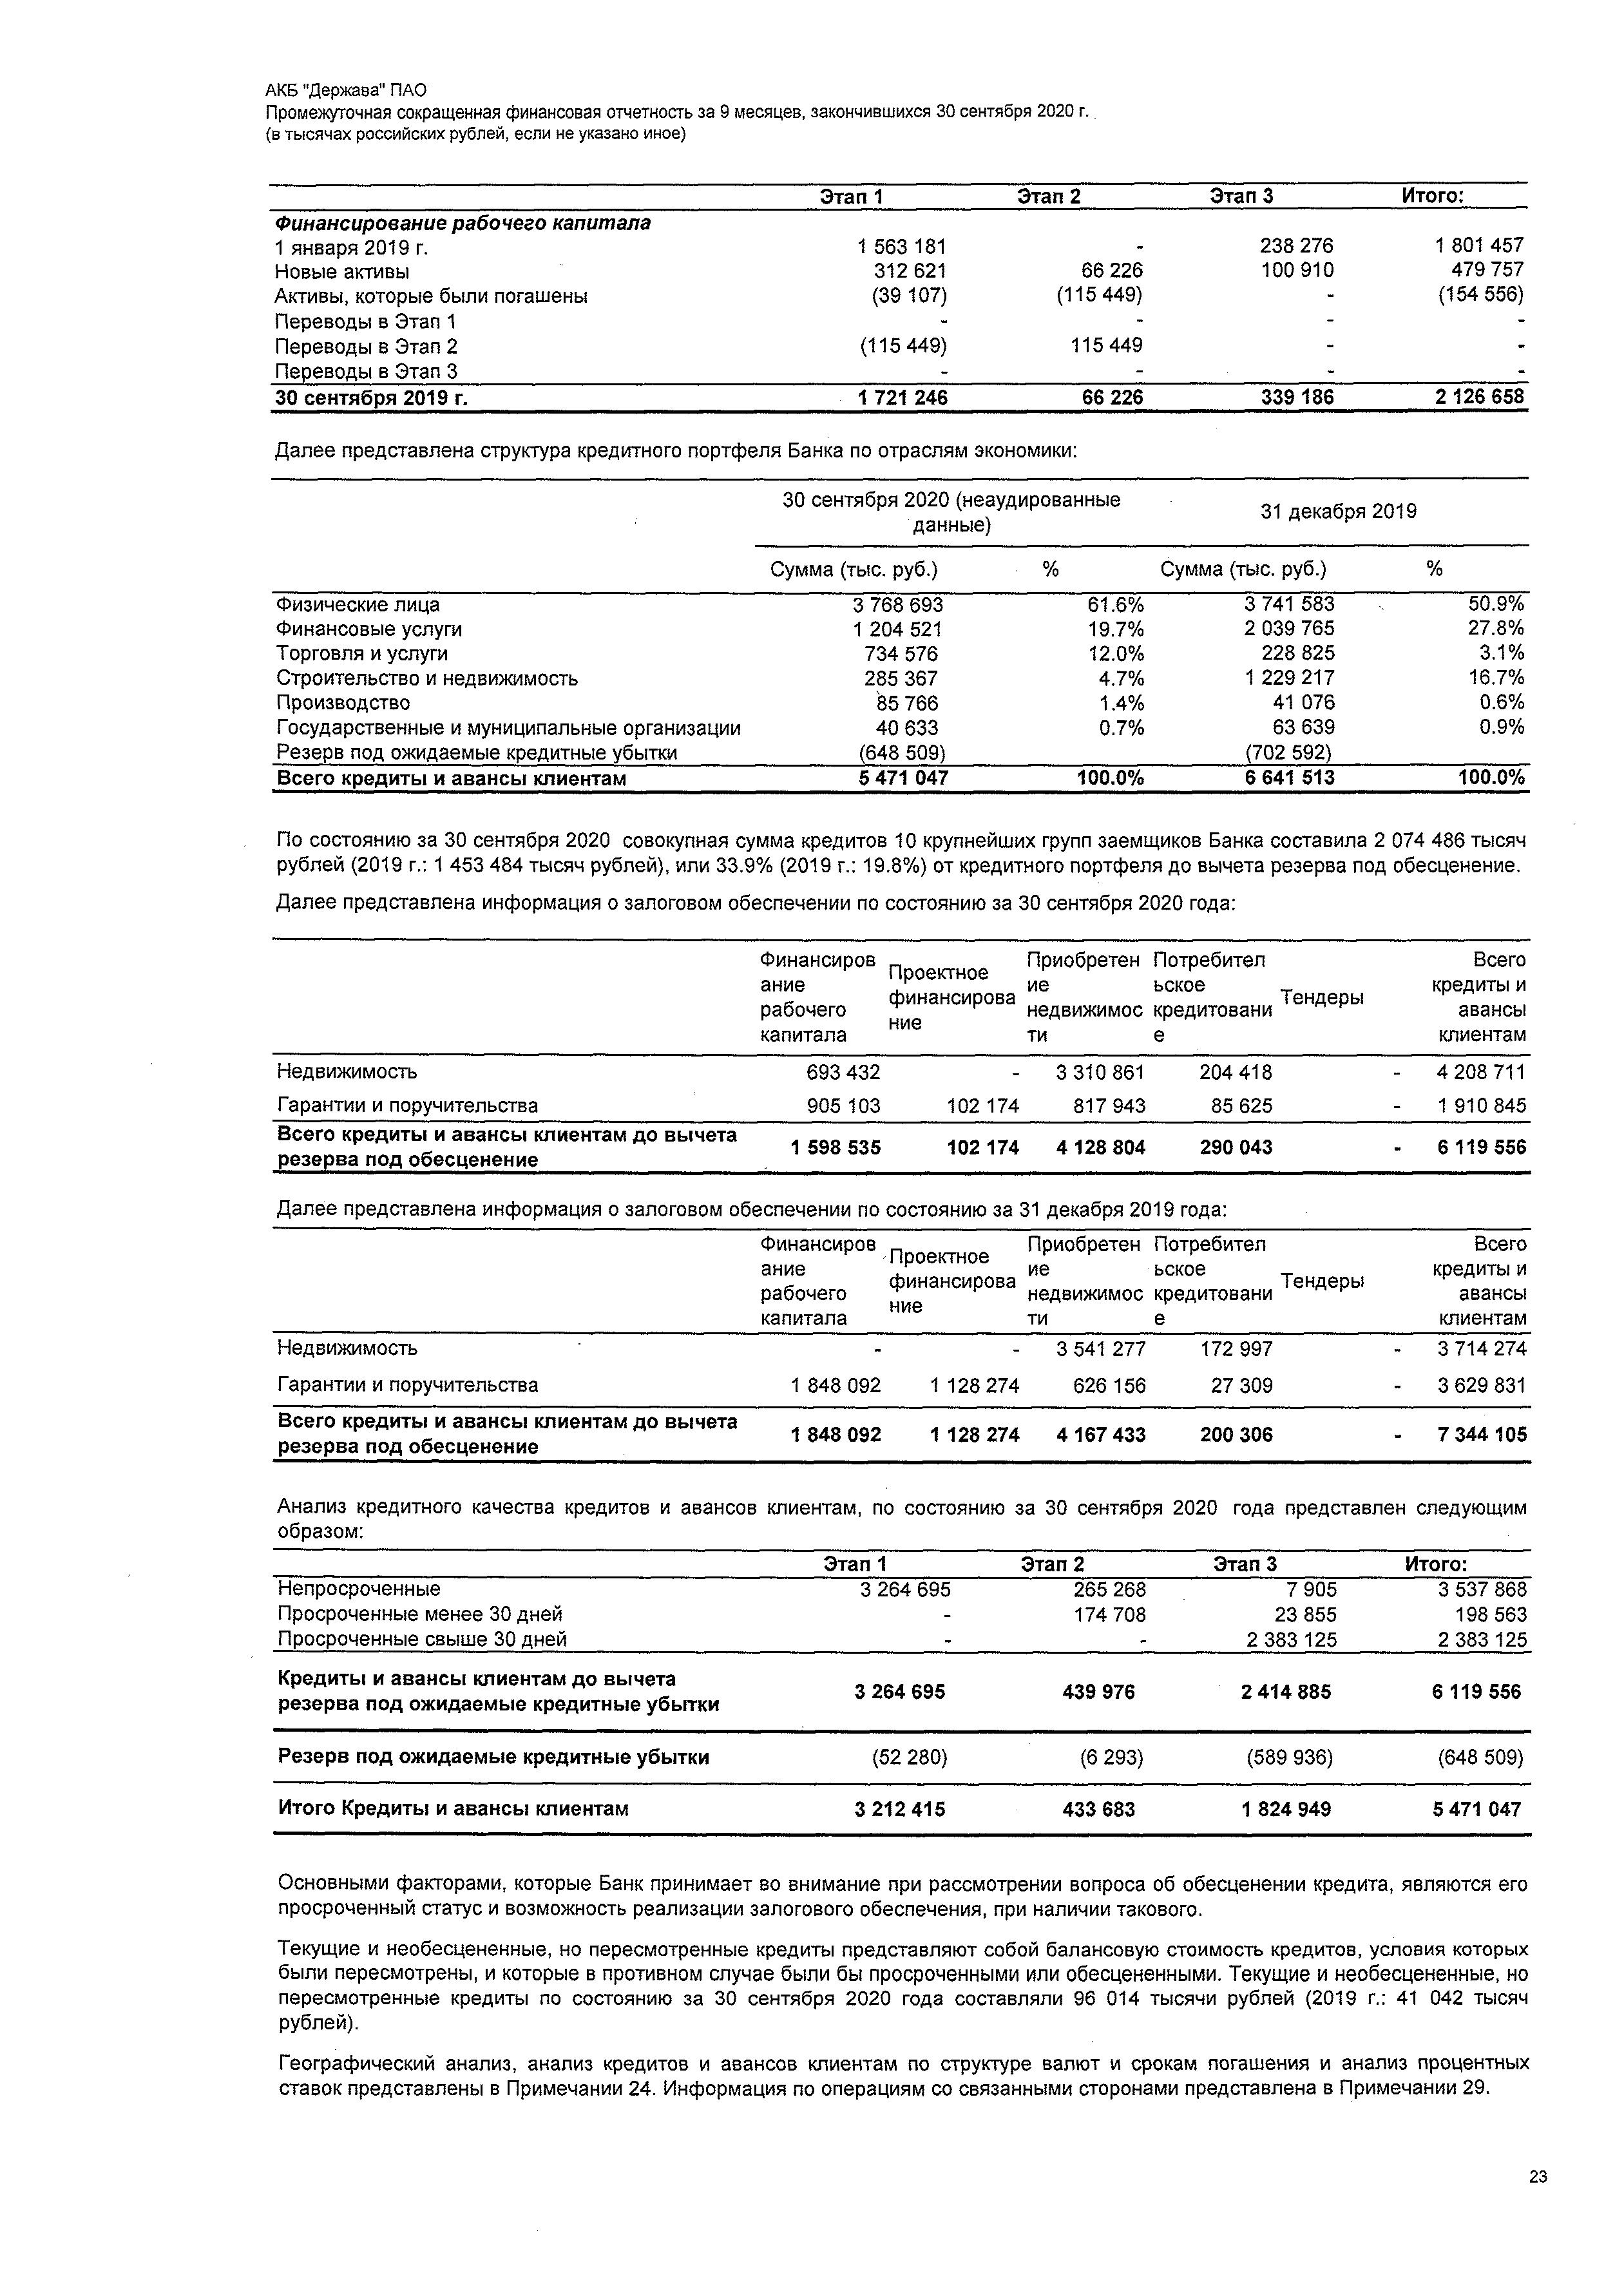 АКБ "Держава" ПАО
Промежуточная сокращенная финансовая отчетность за 9 месяцев, закончившихся 30 сентября 2020 г.
(в тысячах российских рублей, если не указано иное)
Этап 1 Этап 2 Этап 3 Итого:
Финансирование рабочего капитала
1 января 2019 г. 1 563 181 - 238 276 1 801 457
Новые активы 312 621 66 226 100 910 479 757
Активы, которые были погашены (39 107) (115 449) - (154 556)
Переводы в Этап 1 - - - -
Переводы в Этап 2 (115 449) 115 449 - -
Переводы в Этап 3 - - - -
30 сентября 2019 г. 1 721 246 66 226 339 186 2 126 658
Далее представлена структура кредитного портфеля Банка по отраслям экономики:
30 сентября 2020 (неаудированные
данные) 31 декабря 2019
Сумма (тыс. руб.) % Сумма (тыс. руб.) %
Физические лица 3 768 693 61.6% 3 741 583 50.9%
Финансовые услуги 1 204 521 19.7% 2 039 765 27.8%
Торговля и услуги 734 576 12.0% 228 825 3.1%
Строительство и недвижимость 285 367 4.7% 1 229 217 16.7%
Производство 85 766 1.4% 41 076 0.6%
Государственные и муниципальные организации 40 633 0.7% 63 639 0.9%
Резерв под ожидаемые кредитные убытки (648 509) (702 592)
Всего кредиты и авансы клиентам 5 471 047 100.0% 6 641 513 100.0%
По состоянию за 30 сентября 2020 совокупная сумма кредитов 10 крупнейших групп заемщиков Банка составила 2 074 486 тысяч
рублей (2019 г.: 1 453 484 тысяч рублей), или 33.9% (2019 г.: 19.8%) от кредитного портфеля до вычета резерва под обесценение.
Далее представлена информация о залоговом обеспечении по состоянию за 30 сентября 2020 года:
Финансиров Проектное Приобретен Потребител Всего
ание финансирова ие ьское Тендеры кредиты и
рабочего ние недвижимос кредитовани авансы
капитала ти е клиентам
Недвижимость 693 432 - 3 310 861 204 418 - 4 208 711
Гарантии и поручительства 905 103 102 174 817 943 85 625 - 1 910 845
Всего кредиты и авансы клиентам до вычета
резерва под обесценение 1 598 535 102 174 4 128 804 290 043 - 6 119 556
Далее представлена информация о залоговом обеспечении по состоянию за 31 декабря 2019 года:
Финансиров Проектное Приобретен Потребител Всего
ание финансирова ие ьское Тендеры кредиты и
рабочего ние недвижимос кредитовани авансы
капитала ти е клиентам
Недвижимость - - 3 541 277 172 997 - 3 714 274
Гарантии и поручительства 1 848 092 1 128 274 626 156 27 309 - 3 629 831
Всего кредиты и авансы клиентам до вычета
резерва под обесценение 1 848 092 1 128 274 4 167 433 200 306 - 7 344 105
Анализ кредитного качества кредитов и авансов клиентам, по состоянию за 30 сентября 2020 года представлен следующим
образом:
Этап 1 Этап 2 Этап 3 Итого:
Непросроченные 3 264 695 265 268 7 905 3 537 868
Просроченные менее 30 дней - 174 708 23 855 198 563
Просроченные свыше 30 дней - - 2 383 125 2 383 125
Кредиты и авансы клиентам до вычета
резерва под ожидаемые кредитные убытки 3 264 695 439 976 2 414 885 6 119 556
Резерв под ожидаемые кредитные убытки (52 280) (6 293) (589 936) (648 509)
Итого Кредиты и авансы клиентам 3 212 415 433 683 1 824 949 5 471 047
Основными факторами, которые Банк принимает во внимание при рассмотрении вопроса об обесценении кредита, являются его
просроченный статус и возможность реализации залогового обеспечения, при наличии такового.
Текущие и необесцененные, но пересмотренные кредиты представляют собой балансовую стоимость кредитов, условия которых
были пересмотрены, и которые в противном случае были бы просроченными или обесцененными. Текущие и необесцененные, но
пересмотренные кредиты по состоянию за 30 сентября 2020 года составляли 96 014 тысячи рублей (2019 г.: 41 042 тысяч
рублей).
Географический анализ, анализ кредитов и авансов клиентам по структуре валют и срокам погашения и анализ процентных
ставок представлены в Примечании 24. Информация по операциям со связанными сторонами представлена в Примечании 29.
23